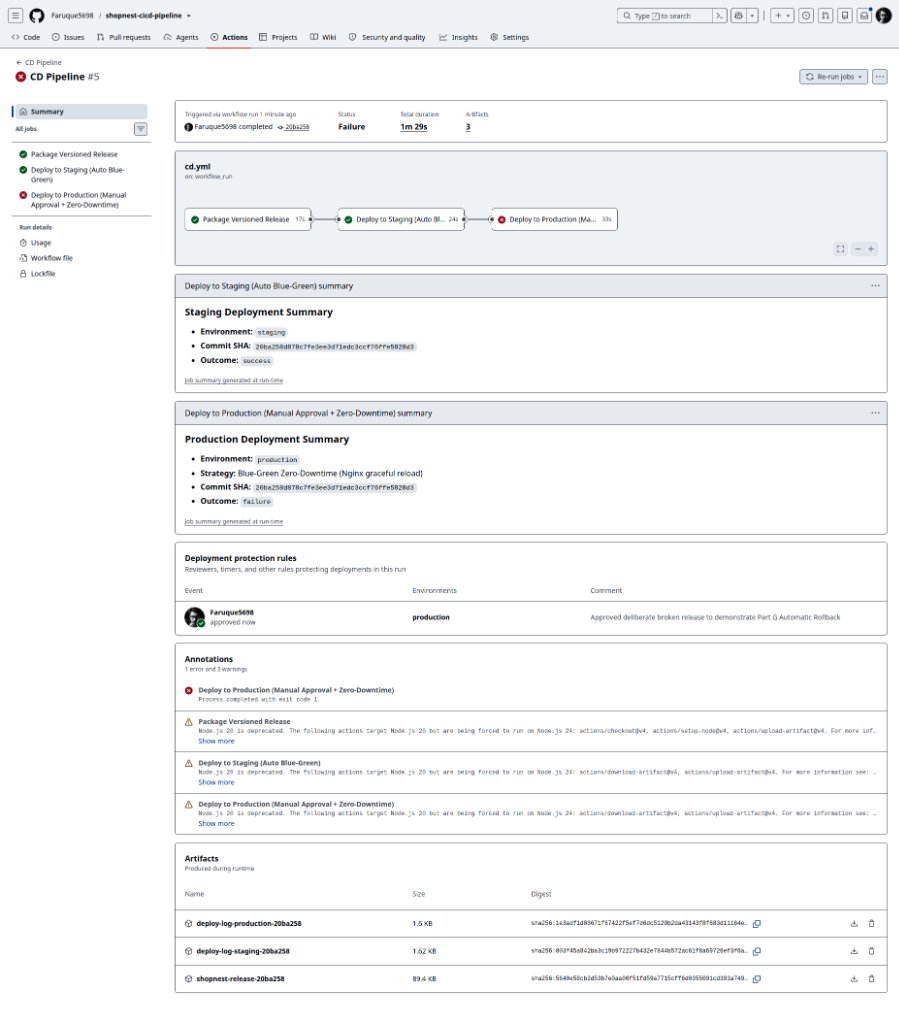 Faruque5698 / shopnest-cicd-pipeline
Type / to search
Code
Issues
Pull requests
Agents
Actions
Projects
Wiki
Security and quality
Insights
Settings
← CD Pipeline
CD Pipeline #5
Re-run jobs
Summary
All jobs
Package Versioned Release
Deploy to Staging (Auto Blue-
Green)
Deploy to Production (Manual
Approval + Zero-Downtime)
Run details
Usage
Workflow file
Lockfile
Triggered via workflow run 1 minute ago
Faruque5698 completed 20ba258
Status
Failure
Total duration
1m 29s
Artifacts
3
cd.yml
on: workflow_run
Package Versioned Release 17s
Deploy to Staging (Auto Bl... 24s
Deploy to Production (Ma... 33s
Deploy to Staging (Auto Blue-Green) summary
Staging Deployment Summary
• Environment: staging
• Commit SHA:
• Outcome: success
Job summary generated at run-time
Deploy to Production (Manual Approval + Zero-Downtime) summary
Production Deployment Summary
• Environment: production
• Strategy: Blue-Green Zero-Downtime (Nginx graceful reload)
• Commit SHA:
• Outcome: failure
Job summary generated at run-time
Deployment protection rules
Reviewers, timers, and other rules protecting deployments in this run
Event Environments Comment
Faruque5698
approved now
production
Approved deliberate broken release to demonstrate Part G Automatic Rollback
Annotations
1 error and 3 warnings
Deploy to Production (Manual Approval + Zero-Downtime)
Process completed with exit code 1.
Package Versioned Release
Node.js 20 is deprecated. The following actions target Node.js 20 but are being forced to run on Node.js 24: actions/checkout@v4, actions/setup-node@v4, actions/upload-artifact@v4. For more inf…
Show more
Deploy to Staging (Auto Blue-Green)
Node.js 20 is deprecated. The following actions target Node.js 20 but are being forced to run on Node.js 24: actions/download-artifact@v4, actions/upload-artifact@v4. For more information see: …
Show more
Deploy to Production (Manual Approval + Zero-Downtime)
Node.js 20 is deprecated. The following actions target Node.js 20 but are being forced to run on Node.js 24: actions/download-artifact@v4, actions/upload-artifact@v4. For more information see: …
Show more
Artifacts
Produced during runtime
Name Size Digest
deploy-log-production-20ba258 1.6 KB
deploy-log-staging-20ba258 1.62 KB
shopnest-release-20ba258 89.4 KB